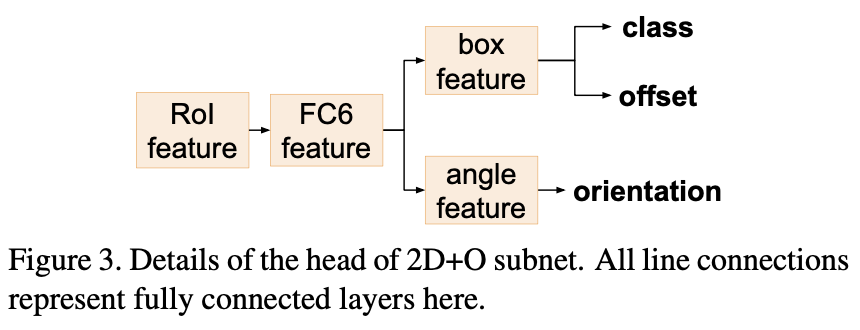 RoI
feature
FC6
feature
box
feature
class
offset
angle
feature
orientation
Figure 3. Details of the head of 2D+O subnet. All line connections
represent fully connected layers here.